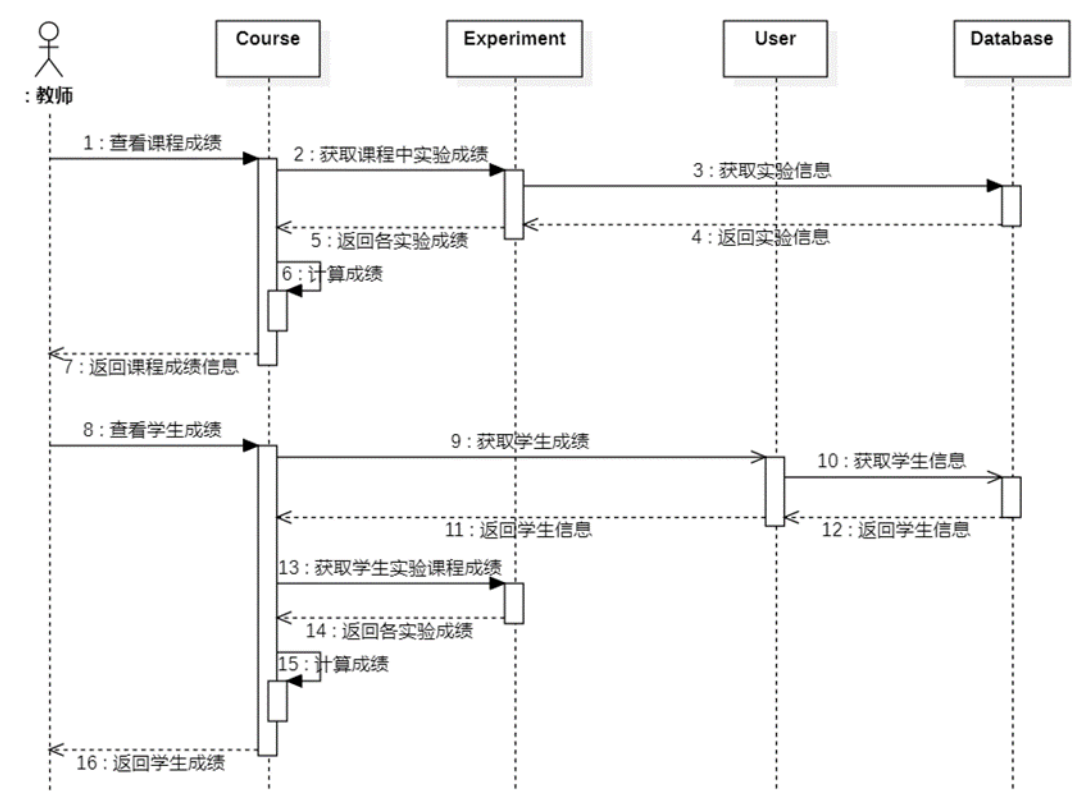 Course
Experiment
User
Database
: 教师
1 : 查看课程成绩
2 : 获取课程中实验成绩
3 : 获取实验信息
4 : 返回实验信息
5 : 返回各实验成绩
6 : 计算成绩
7 : 返回课程成绩信息
8 : 查看学生成绩
9 : 获取学生成绩
10 : 获取学生信息
11 : 返回学生信息
12 : 返回学生信息
13 : 获取学生实验课程成绩
14 : 返回各实验成绩
15 : 计算成绩
16 : 返回学生成绩